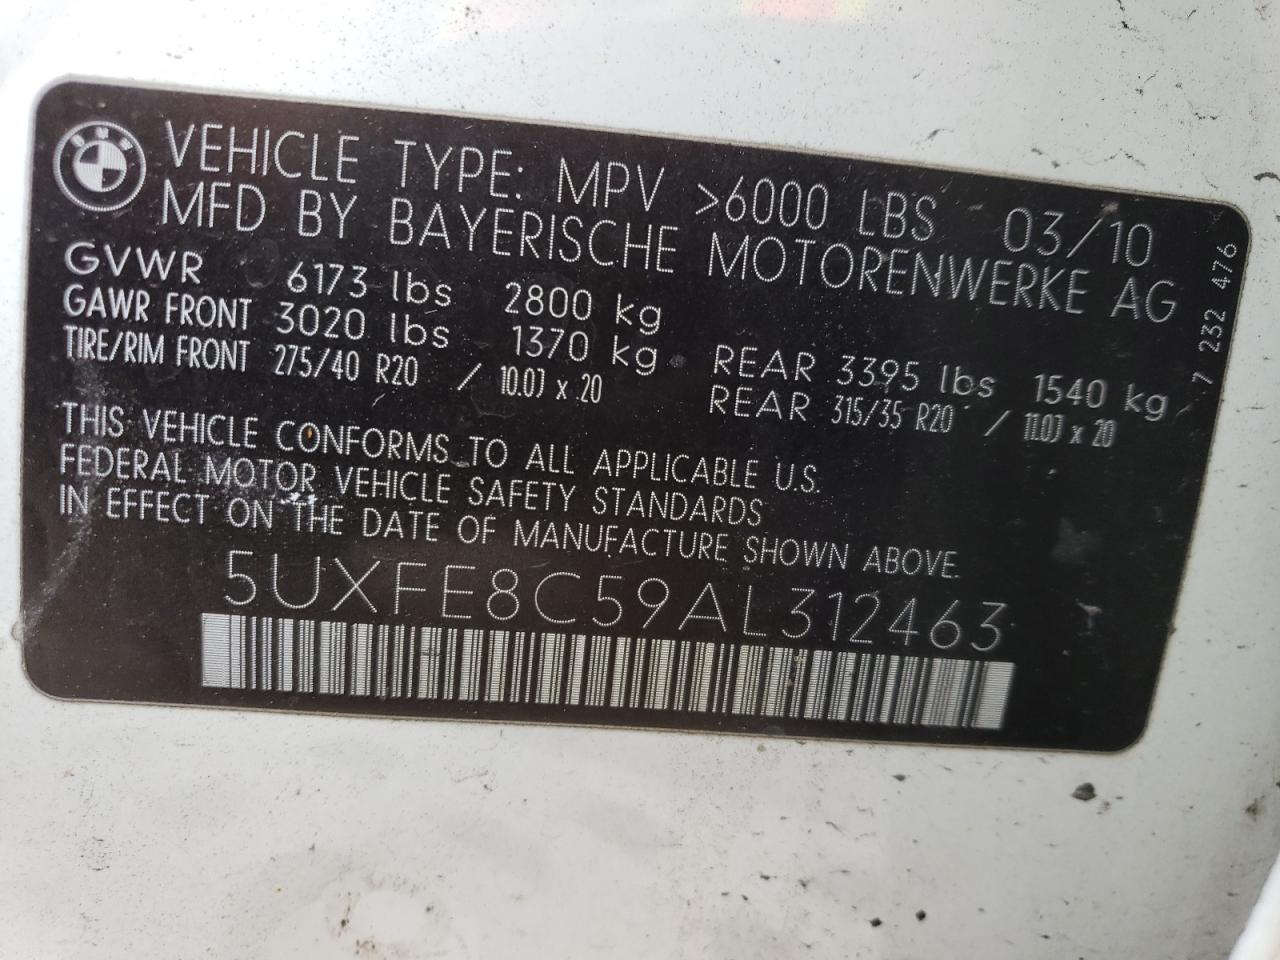 VEHICLE TYPE: MPV >6000 LBS 03/10
MFD BY BAYERISCHE MOTORENWERKE AG
GVWR 6173 lbs 2800 kg
GAWR FRONT 3020 lbs 1370 kg REAR 3395 lbs 1540 kg
TIRE/RIM FRONT 275/40 R20 / 10.0J x 20 REAR 315/35 R20 / 11.0J x 20
THIS VEHICLE CONFORMS TO ALL APPLICABLE U.S.
FEDERAL MOTOR VEHICLE SAFETY STANDARDS
IN EFFECT ON THE DATE OF MANUFACTURE SHOWN ABOVE.
5UXFE8C59AL312463
7 232 476